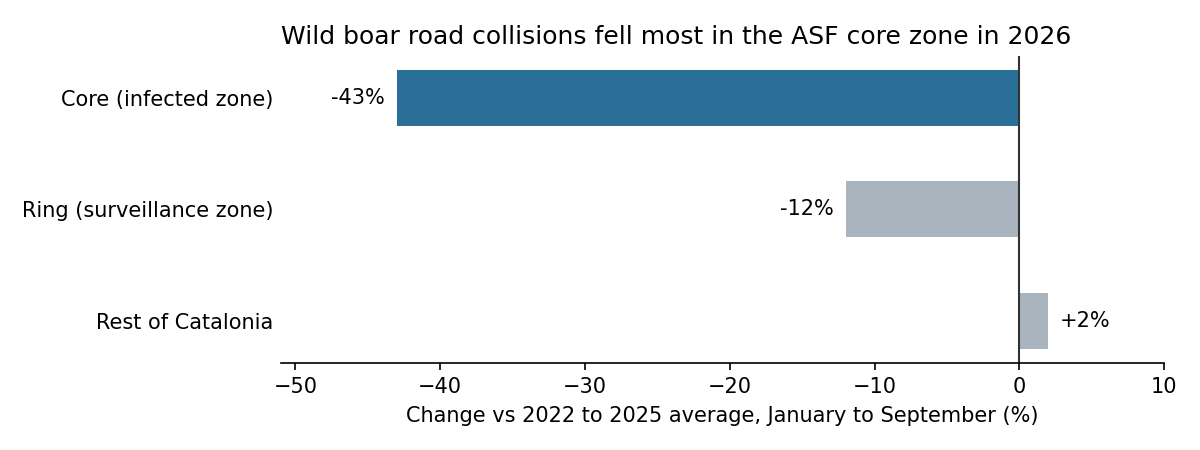 Wild boar road collisions fell most in the ASF core zone in 2026
Core (infected zone)
-43%
Ring (surveillance zone)
-12%
Rest of Catalonia
+2%
−50 −40 −30 −20 −10 0 10
Change vs 2022 to 2025 average, January to September (%)